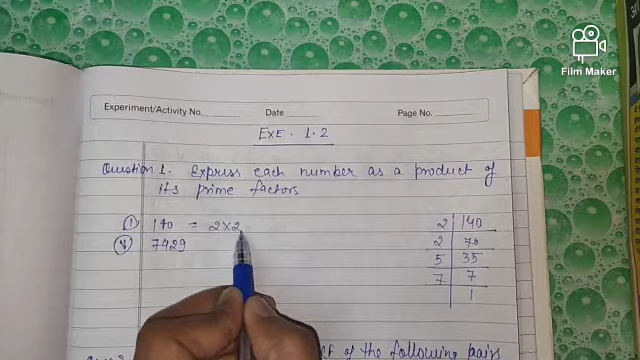 Film Maker
Experiment/Activity No. Date Page No.
EXE. 1.2
Question 1. Express each number as a product of
its prime factors
(i) 140 = 2×2
(v) 7429
2 140
2 70
5 35
7 7
1
of the following pairs